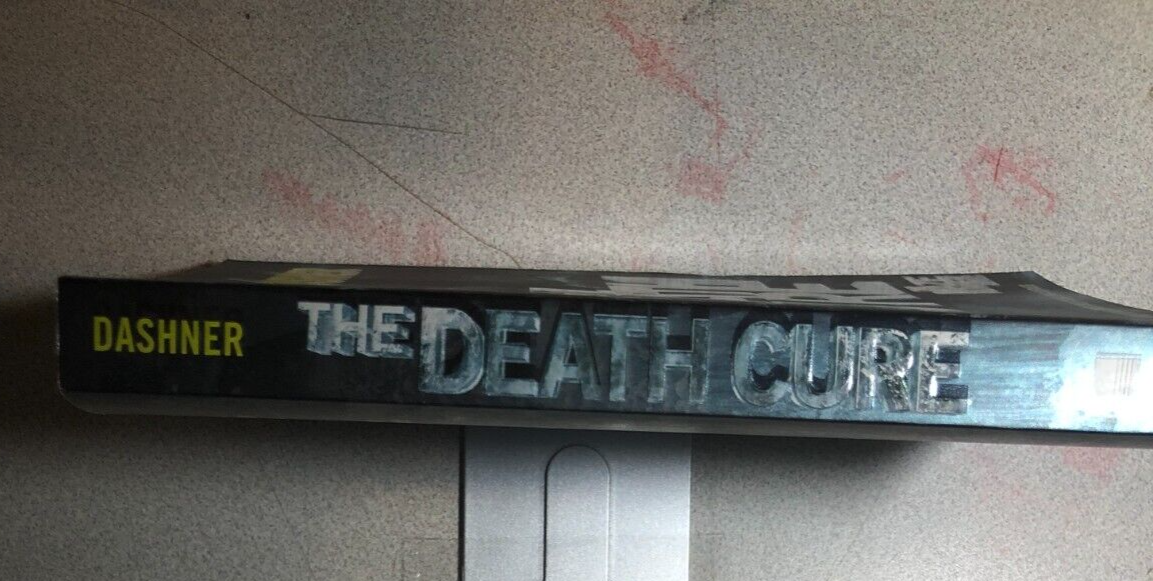 DASHNER THE DEATH CURE